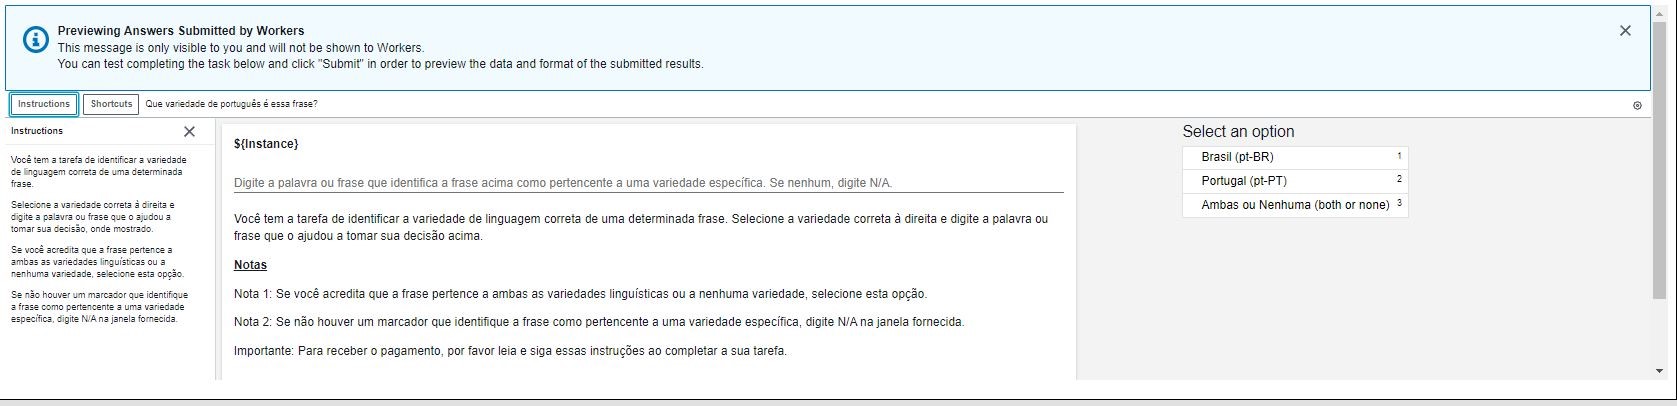 Previewing Answers Submitted by Workers
This message is only visible to you and will not be shown to Workers.
You can test completing the task below and click "Submit" in order to preview the data and format of the submitted results.
Instructions
Shortcuts
Que variedade de português é essa frase?
Instructions
Você tem a tarefa de identificar a variedade
de linguagem correta de uma determinada
frase.
Selecione a variedade correta à direita e
digite a palavra ou frase que o ajudou a
tomar sua decisão, onde mostrado.
Se você acredita que a frase pertence a
ambas as variedades linguísticas ou a
nenhuma variedade, selecione esta opção.
Se não houver um marcador que identifique
a frase como pertencente a uma variedade
específica, digite N/A na janela fornecida.
${Instance}
Digite a palavra ou frase que identifica a frase acima como pertencente a uma variedade específica. Se nenhum, digite N/A.
Você tem a tarefa de identificar a variedade de linguagem correta de uma determinada frase. Selecione a variedade correta à direita e digite a palavra ou
frase que o ajudou a tomar sua decisão acima.
Notas
Nota 1: Se você acredita que a frase pertence a ambas as variedades linguísticas ou a nenhuma variedade, selecione esta opção.
Nota 2: Se não houver um marcador que identifique a frase como pertencente a uma variedade específica, digite N/A na janela fornecida.
Importante: Para receber o pagamento, por favor leia e siga essas instruções ao completar a sua tarefa.
Select an option
Brasil (pt-BR) 1
Portugal (pt-PT) 2
Ambas ou Nenhuma (both or none) 3